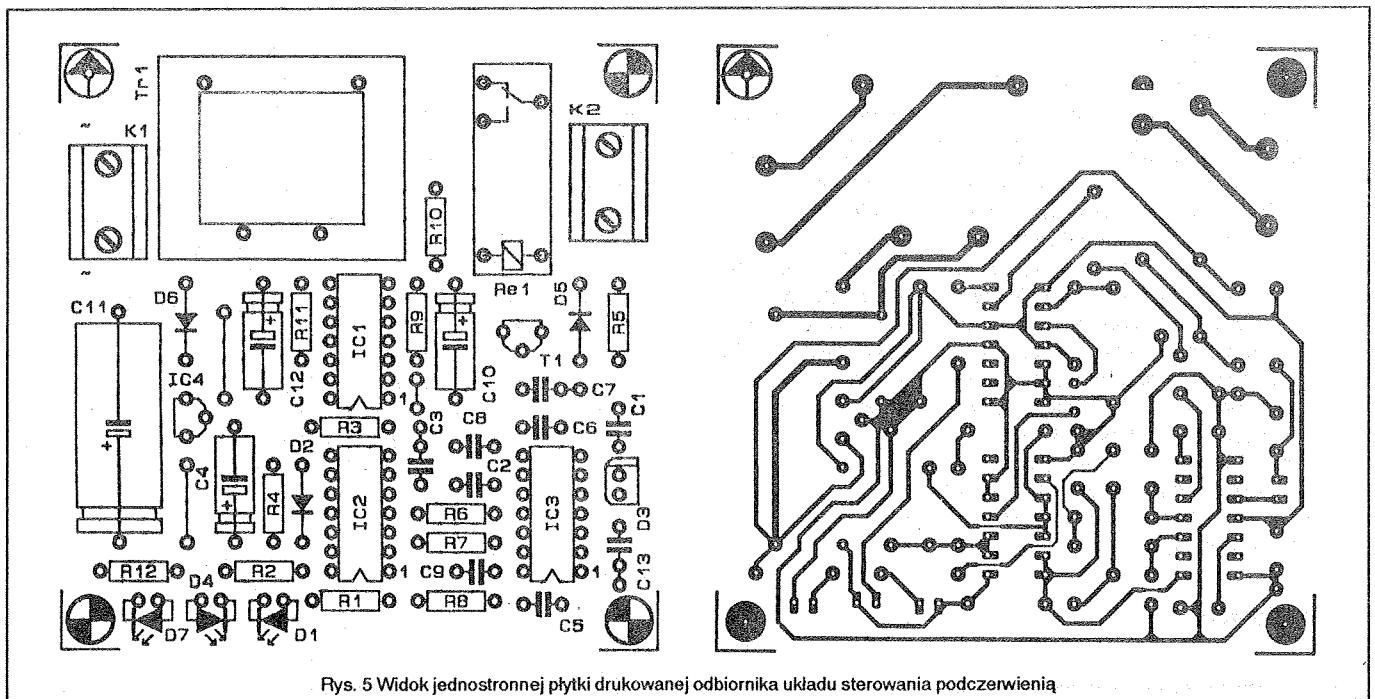 Tr1
~
K1
K2
R10
~
Re1
C11
D6
R11
IC1
R9
D5
R5
IC4
C12
1
C10
T1
C7
R3
C3
C8
C6
C1
D2
C4
R4
IC2
C2
IC3
R6
D3
R7
R12
R2
1
C9
1
C13
D4
R1
R8
C5
D7
D1
Rys. 5 Widok jednostronnej płytki drukowanej odbiornika układu sterowania podczerwienią